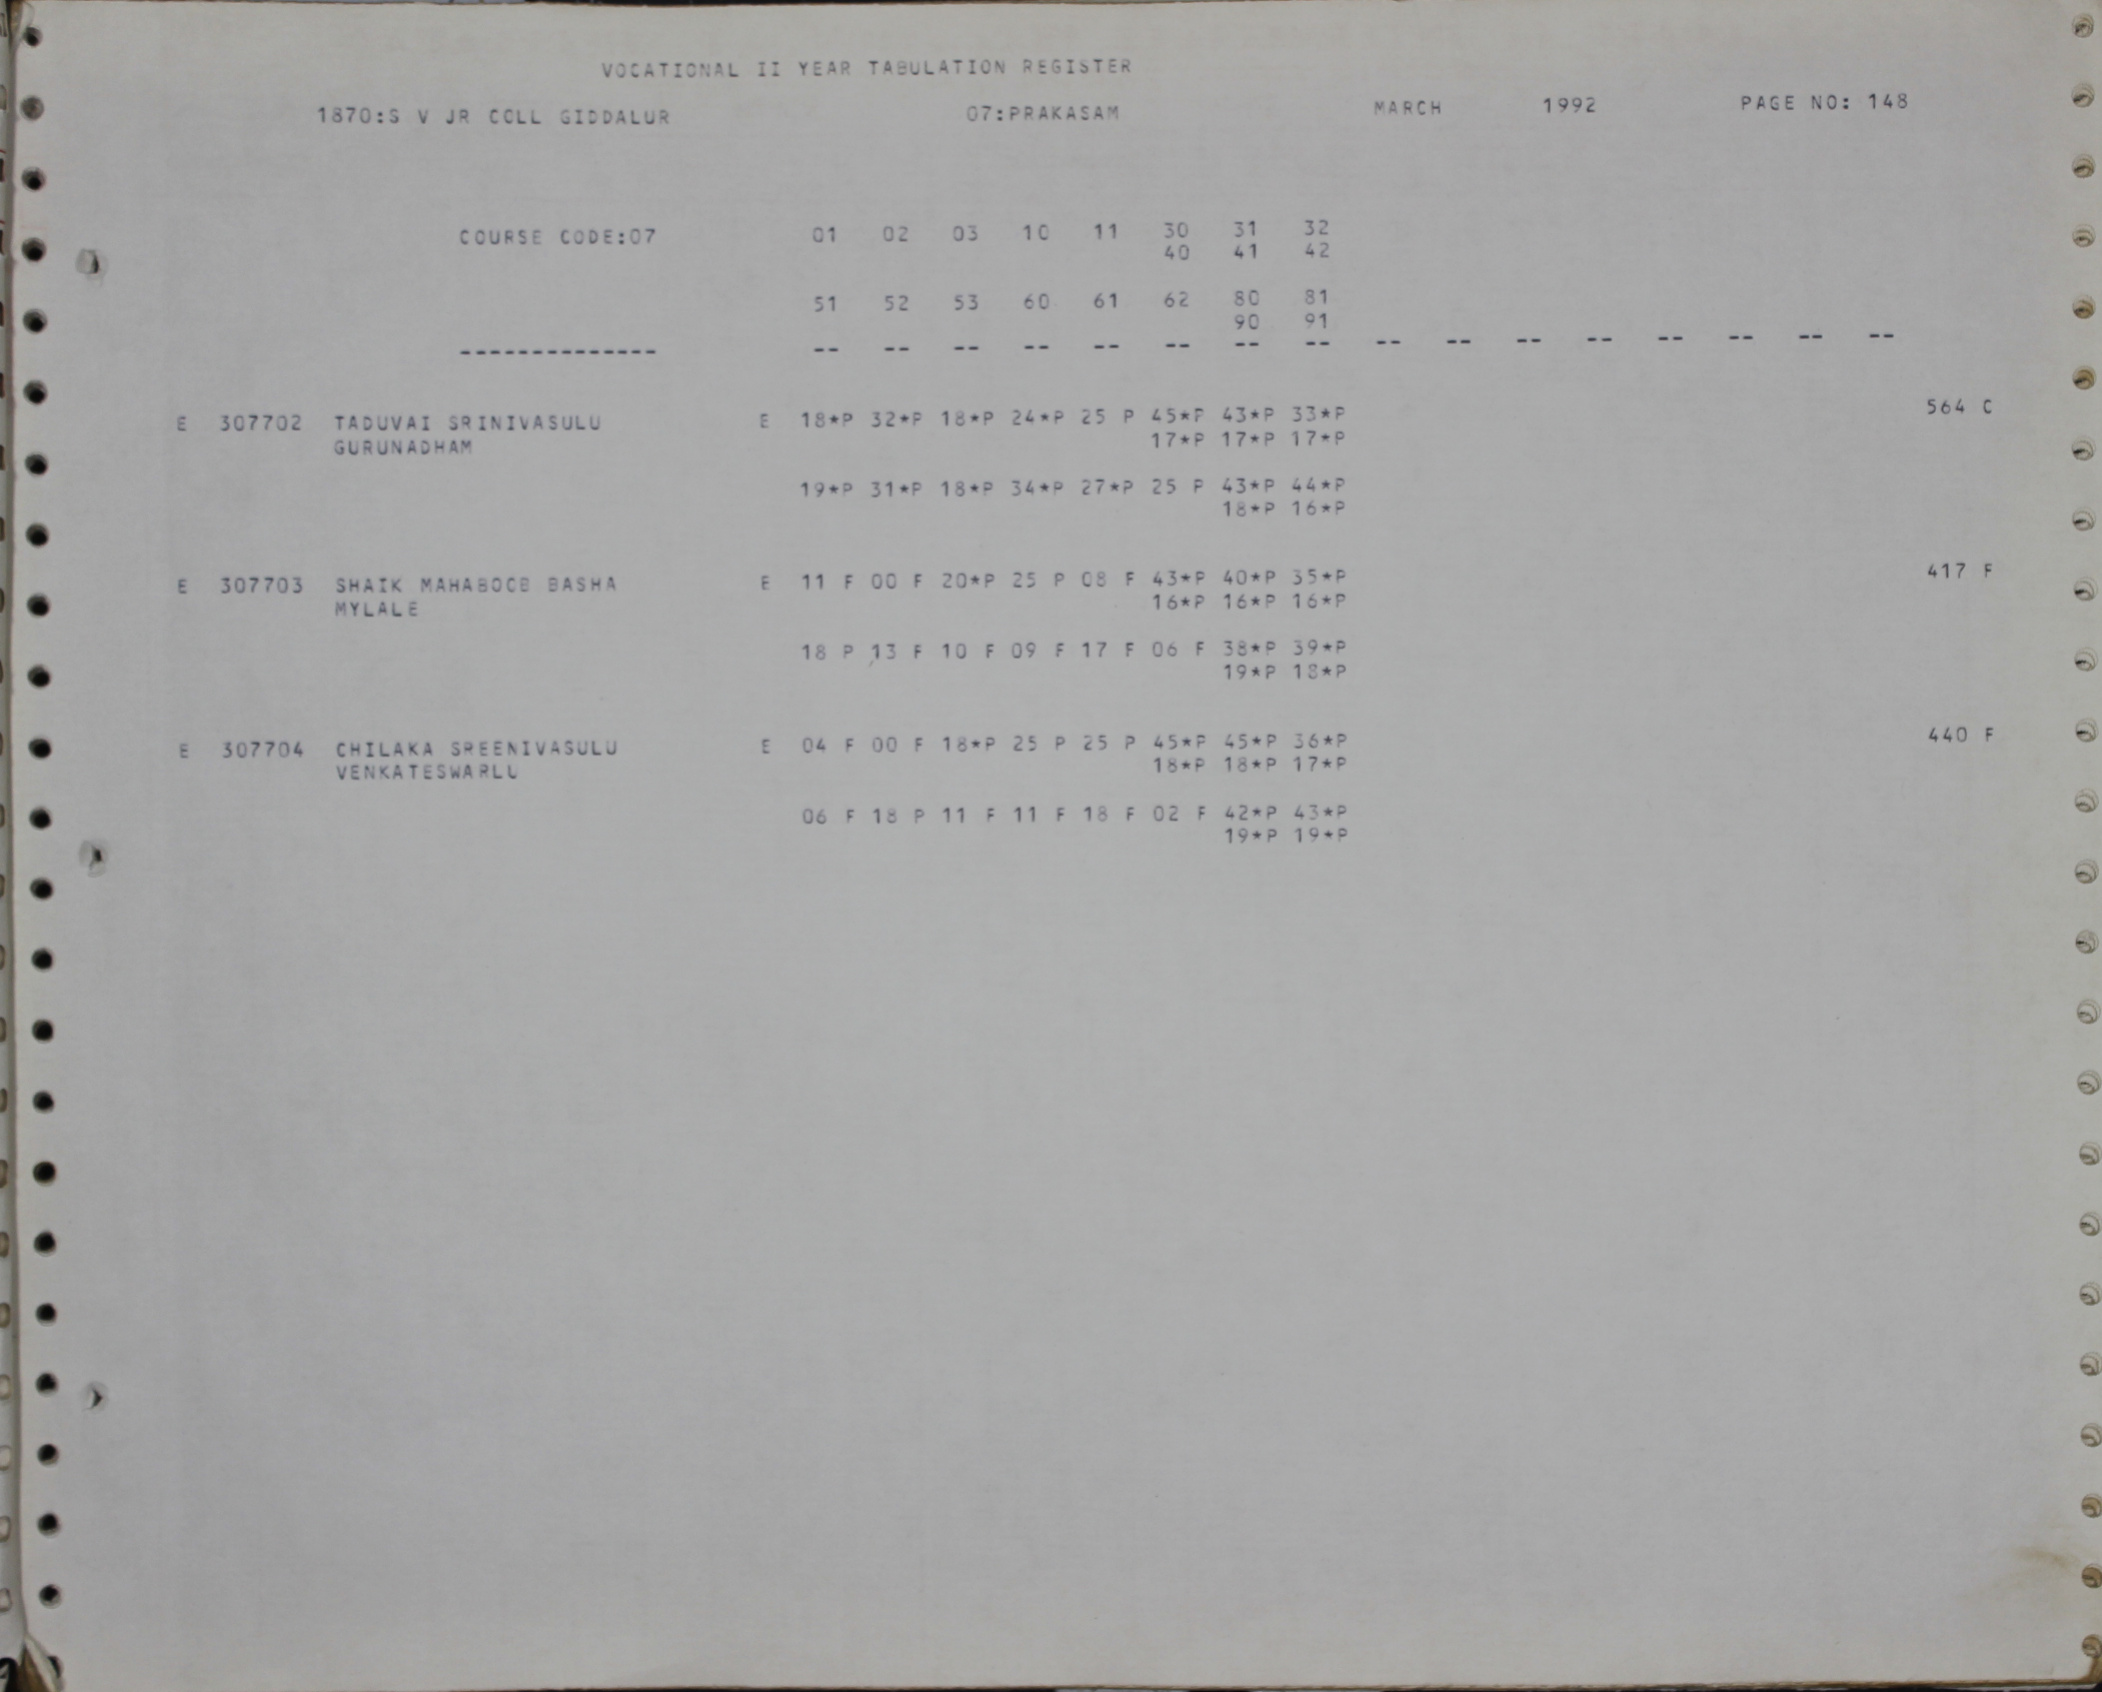 VOCATIONAL II YEAR TABULATION REGISTER
1870:S V JR COLL GIDDALUR 07:PRAKASAM MARCH 1992 PAGE NO: 148
COURSE CODE:07 01 02 03 10 11 30 31 32
40 41 42
51 52 53 60 61 62 80 81
90 91
-------------- -- -- -- -- -- -- -- -- -- -- -- -- -- -- -- --
E 307702 TADUVAI SRINIVASULU E 18*P 32*P 18*P 24*P 25 P 45*P 43*P 33*P 564 C
GURUNADHAM 17*P 17*P 17*P
19*P 31*P 18*P 34*P 27*P 25 P 43*P 44*P
18*P 16*P
E 307703 SHAIK MAHABOOB BASHA E 11 F 00 F 20*P 25 P 08 F 43*P 40*P 35*P 417 F
MYLALE 16*P 16*P 16*P
18 P 13 F 10 F 09 F 17 F 06 F 38*P 39*P
19*P 18*P
E 307704 CHILAKA SREENIVASULU E 04 F 00 F 18*P 25 P 25 P 45*P 45*P 36*P 440 F
VENKATESWARLU 18*P 18*P 17*P
06 F 18 P 11 F 11 F 18 F 02 F 42*P 43*P
19*P 19*P